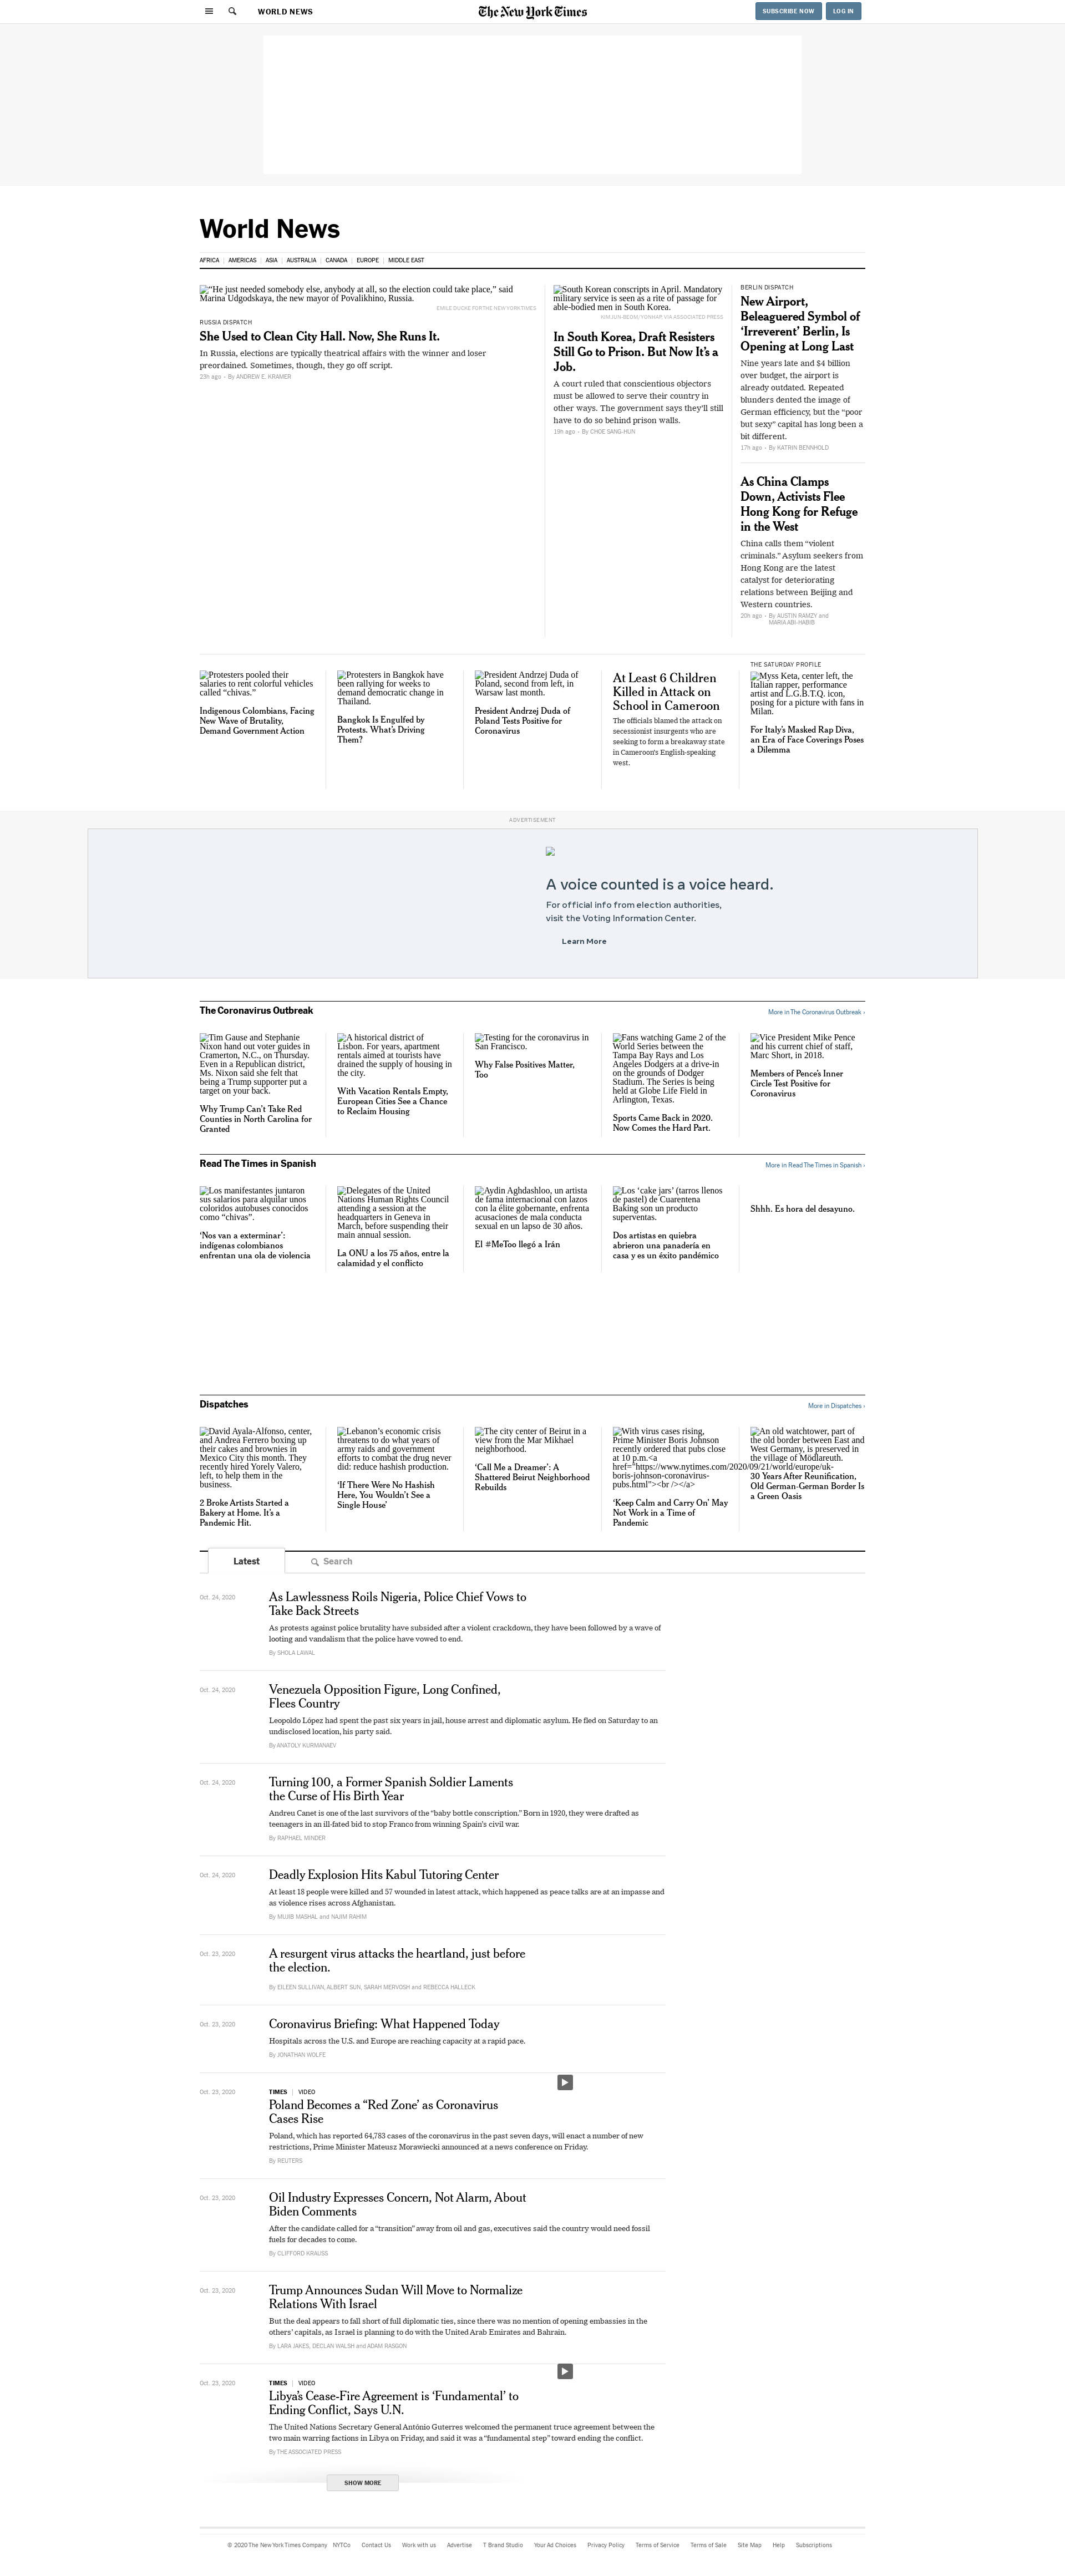 WORLD NEWS
The New York Times
SUBSCRIBE NOW
LOG IN
World News
AFRICA
AMERICAS
ASIA
AUSTRALIA
CANADA
EUROPE
MIDDLE EAST
“He just needed somebody else, anybody at all, so the election could take place,” said
Marina Udgodskaya, the new mayor of Povalikhino, Russia.
EMILE DUCKE FORTHE NEW YORK TIMES
RUSSIA DISPATCH
She Used to Clean City Hall. Now, She Runs It.
In Russia, elections are typically theatrical affairs with the winner and loser
preordained. Sometimes, though, they go off script.
23h ago
By ANDREW E. KRAMER
South Korean conscripts in April. Mandatory
military service is seen as a rite of passage for
able-bodied men in South Korea.
KIM JUN-BEOM/YONHAP, VIA ASSOCIATED PRESS
In South Korea, Draft Resisters
Still Go to Prison. But Now It’s a
Job.
A court ruled that conscientious objectors
must be allowed to serve their country in
other ways. The government says they’ll still
have to do so behind prison walls.
19h ago
By CHOE SANG-HUN
BERLIN DISPATCH
New Airport,
Beleaguered Symbol of
‘Irreverent’ Berlin, Is
Opening at Long Last
Nine years late and $4 billion
over budget, the airport is
already outdated. Repeated
blunders dented the image of
German efficiency, but the “poor
but sexy” capital has long been a
bit different.
17h ago
By KATRIN BENNHOLD
As China Clamps
Down, Activists Flee
Hong Kong for Refuge
in the West
China calls them “violent
criminals.” Asylum seekers from
Hong Kong are the latest
catalyst for deteriorating
relations between Beijing and
Western countries.
20h ago
By AUSTIN RAMZY and
MARIA ABI-HABIB
Protesters pooled their
salaries to rent colorful vehicles
called “chivas.”
Indigenous Colombians, Facing
New Wave of Brutality,
Demand Government Action
Protesters in Bangkok have
been rallying for weeks to
demand democratic change in
Thailand.
Bangkok Is Engulfed by
Protests. What’s Driving
Them?
President Andrzej Duda of
Poland, second from left, in
Warsaw last month.
President Andrzej Duda of
Poland Tests Positive for
Coronavirus
At Least 6 Children
Killed in Attack on
School in Cameroon
The officials blamed the attack on
secessionist insurgents who are
seeking to form a breakaway state
in Cameroon’s English-speaking
west.
THE SATURDAY PROFILE
Myss Keta, center left, the
Italian rapper, performance
artist and L.G.B.T.Q. icon,
posing for a picture with fans in
Milan.
For Italy’s Masked Rap Diva,
an Era of Face Coverings Poses
a Dilemma
ADVERTISEMENT
A voice counted is a voice heard.
For official info from election authorities,
visit the Voting Information Center.
Learn More
The Coronavirus Outbreak
More in The Coronavirus Outbreak ›
Tim Gause and Stephanie
Nixon hand out voter guides in
Cramerton, N.C., on Thursday.
Even in a Republican district,
Ms. Nixon said she felt that
being a Trump supporter put a
target on your back.
Why Trump Can’t Take Red
Counties in North Carolina for
Granted
A historical district of
Lisbon. For years, apartment
rentals aimed at tourists have
drained the supply of housing in
the city.
With Vacation Rentals Empty,
European Cities See a Chance
to Reclaim Housing
Testing for the coronavirus in
San Francisco.
Why False Positives Matter,
Too
Fans watching Game 2 of the
World Series between the
Tampa Bay Rays and Los
Angeles Dodgers at a drive-in
on the grounds of Dodger
Stadium. The Series is being
held at Globe Life Field in
Arlington, Texas.
Sports Came Back in 2020.
Now Comes the Hard Part.
Vice President Mike Pence
and his current chief of staff,
Marc Short, in 2018.
Members of Pence’s Inner
Circle Test Positive for
Coronavirus
Read The Times in Spanish
More in Read The Times in Spanish ›
Los manifestantes juntaron
sus salarios para alquilar unos
coloridos autobuses conocidos
como “chivas”.
‘Nos van a exterminar’:
indígenas colombianos
enfrentan una ola de violencia
Delegates of the United
Nations Human Rights Council
attending a session at the
headquarters in Geneva in
March, before suspending their
main annual session.
La ONU a los 75 años, entre la
calamidad y el conflicto
Aydin Aghdashloo, un artista
de fama internacional con lazos
con la élite gobernante, enfrenta
acusaciones de mala conducta
sexual en un lapso de 30 años.
El #MeToo llegó a Irán
Los ‘cake jars’ (tarros llenos
de pastel) de Cuarentena
Baking son un producto
superventas.
Dos artistas en quiebra
abrieron una panadería en
casa y es un éxito pandémico
Shhh. Es hora del desayuno.
Dispatches
More in Dispatches ›
David Ayala-Alfonso, center,
and Andrea Ferrero boxing up
their cakes and brownies in
Mexico City this month. They
recently hired Yorely Valero,
left, to help them in the
business.
2 Broke Artists Started a
Bakery at Home. It’s a
Pandemic Hit.
Lebanon’s economic crisis
threatens to do what years of
army raids and government
efforts to combat the drug never
did: reduce hashish production.
‘If There Were No Hashish
Here, You Wouldn’t See a
Single House’
The city center of Beirut in a
view from the Mar Mikhael
neighborhood.
‘Call Me a Dreamer’: A
Shattered Beirut Neighborhood
Rebuilds
With virus cases rising,
Prime Minister Boris Johnson
recently ordered that pubs close
at 10 p.m.<a
href="https://www.nytimes.com/2020/09/21/world/europe/uk-
boris-johnson-coronavirus-
pubs.html"><br /></a>
‘Keep Calm and Carry On’ May
Not Work in a Time of
Pandemic
An old watchtower, part of
the old border between East and
West Germany, is preserved in
the village of Mödlareuth.
30 Years After Reunification,
Old German-German Border Is
a Green Oasis
Latest
Search
Oct. 24, 2020
As Lawlessness Roils Nigeria, Police Chief Vows to
Take Back Streets
As protests against police brutality have subsided after a violent crackdown, they have been followed by a wave of
looting and vandalism that the police have vowed to end.
By SHOLA LAWAL
Oct. 24, 2020
Venezuela Opposition Figure, Long Confined,
Flees Country
Leopoldo López had spent the past six years in jail, house arrest and diplomatic asylum. He fled on Saturday to an
undisclosed location, his party said.
By ANATOLY KURMANAEV
Oct. 24, 2020
Turning 100, a Former Spanish Soldier Laments
the Curse of His Birth Year
Andreu Canet is one of the last survivors of the “baby bottle conscription.” Born in 1920, they were drafted as
teenagers in an ill-fated bid to stop Franco from winning Spain’s civil war.
By RAPHAEL MINDER
Oct. 24, 2020
Deadly Explosion Hits Kabul Tutoring Center
At least 18 people were killed and 57 wounded in latest attack, which happened as peace talks are at an impasse and
as violence rises across Afghanistan.
By MUJIB MASHAL and NAJIM RAHIM
Oct. 23, 2020
A resurgent virus attacks the heartland, just before
the election.
By EILEEN SULLIVAN, ALBERT SUN, SARAH MERVOSH and REBECCA HALLECK
Oct. 23, 2020
Coronavirus Briefing: What Happened Today
Hospitals across the U.S. and Europe are reaching capacity at a rapid pace.
By JONATHAN WOLFE
Oct. 23, 2020
TIMES
VIDEO
Poland Becomes a “Red Zone’ as Coronavirus
Cases Rise
Poland, which has reported 64,783 cases of the coronavirus in the past seven days, will enact a number of new
restrictions, Prime Minister Mateusz Morawiecki announced at a news conference on Friday.
By REUTERS
Oct. 23, 2020
Oil Industry Expresses Concern, Not Alarm, About
Biden Comments
After the candidate called for a “transition” away from oil and gas, executives said the country would need fossil
fuels for decades to come.
By CLIFFORD KRAUSS
Oct. 23, 2020
Trump Announces Sudan Will Move to Normalize
Relations With Israel
But the deal appears to fall short of full diplomatic ties, since there was no mention of opening embassies in the
others’ capitals, as Israel is planning to do with the United Arab Emirates and Bahrain.
By LARA JAKES, DECLAN WALSH and ADAM RASGON
Oct. 23, 2020
TIMES
VIDEO
Libya’s Cease-Fire Agreement is ‘Fundamental’ to
Ending Conflict, Says U.N.
The United Nations Secretary General António Guterres welcomed the permanent truce agreement between the
two main warring factions in Libya on Friday, and said it was a “fundamental step” toward ending the conflict.
By THE ASSOCIATED PRESS
SHOW MORE
© 2020 The New York Times Company
NYTCo
Contact Us
Work with us
Advertise
T Brand Studio
Your Ad Choices
Privacy Policy
Terms of Service
Terms of Sale
Site Map
Help
Subscriptions